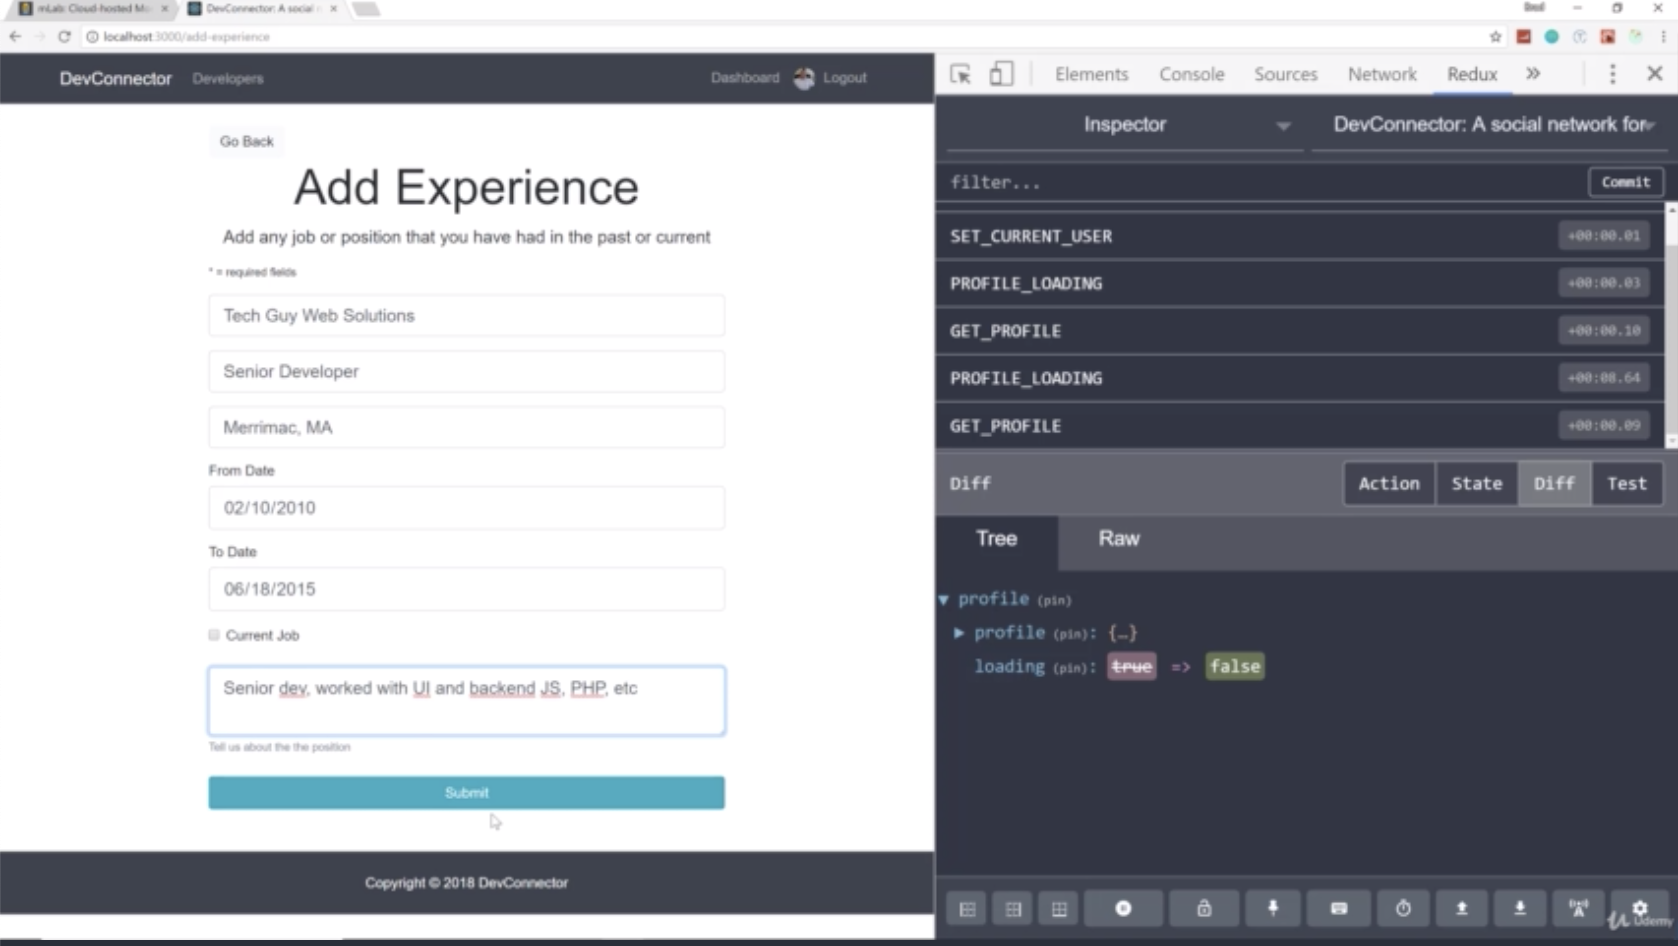 mLab: Cloud-hosted Mo
DevConnector: A social n
localhost:3000/add-experience
DevConnector
Developers
Dashboard
Logout
Go Back
Add Experience
Add any job or position that you have had in the past or current
* = required fields
Tech Guy Web Solutions
Senior Developer
Merrimac, MA
From Date
02/10/2010
To Date
06/18/2015
Current Job
Senior dev, worked with UI and backend JS, PHP, etc
Tell us about the the position
Submit
Copyright © 2018 DevConnector
Elements Console Sources Network Redux
Inspector
DevConnector: A social network for
filter...
Commit
SET_CURRENT_USER +00:00.01
PROFILE_LOADING +00:00.03
GET_PROFILE +00:00.10
PROFILE_LOADING +00:08.64
GET_PROFILE +00:00.09
Diff
Action State Diff Test
Tree Raw
profile (pin)
profile (pin): {…}
loading (pin): true => false
Udemy